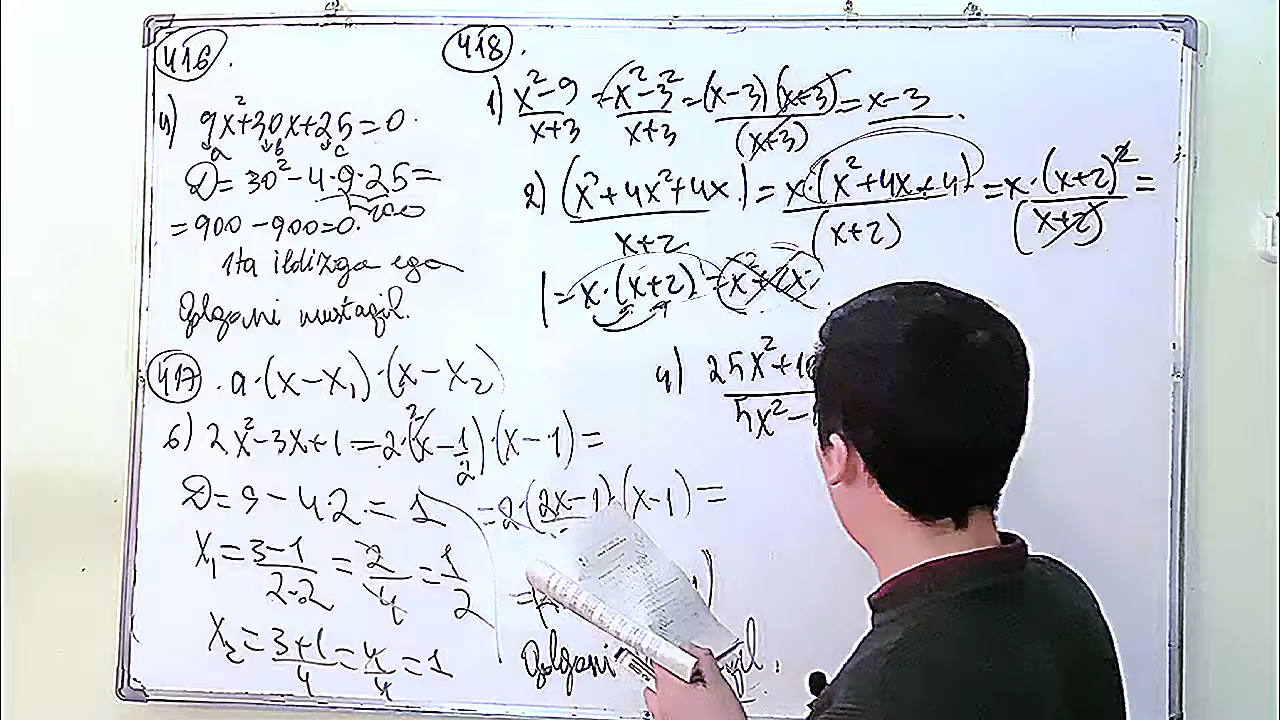 416.
4) 9x²+30x+25=0.
a b c
D=30²-4·9·25=
900
=900-900=0.
1ta ildizga ega
Qolgani mustaqil.
417. a·(x-x₁)·(x-x₂)
6) 2x²-3x+1=2·(x-1/2)·(x-1)=
D=9-4·2=1
=2·(2x-1)·(x-1)=
x₁=3-1/2·2=2/4=1/2
x₂=3+1/4=4/4=1
Qolgani
418.
1) x²-9/x+3=x²-3²/x+3=(x-3)(x+3)/(x+3)=x-3
2) (x³+4x²+4x)/x+2=x·(x²+4x+4)/(x+2)=x·(x+2)²/(x+2)=
=x·(x+2)=x²+2x.
4) 25x²+1
5x²-